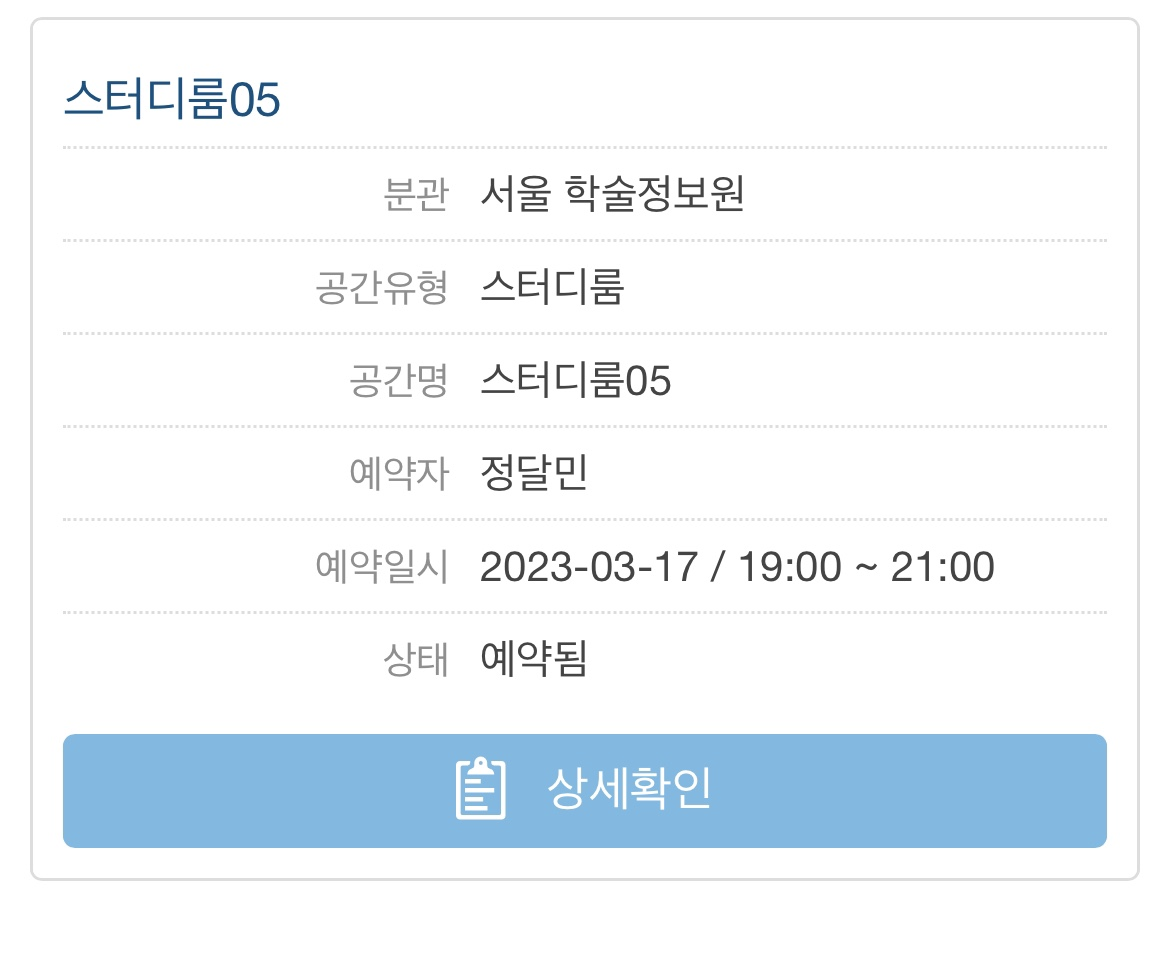 스터디룸05
분관 서울 학술정보원
공간유형 스터디룸
공간명 스터디룸05
예약자 정달민
예약일시 2023-03-17 / 19:00 ~ 21:00
상태 예약됨
상세확인